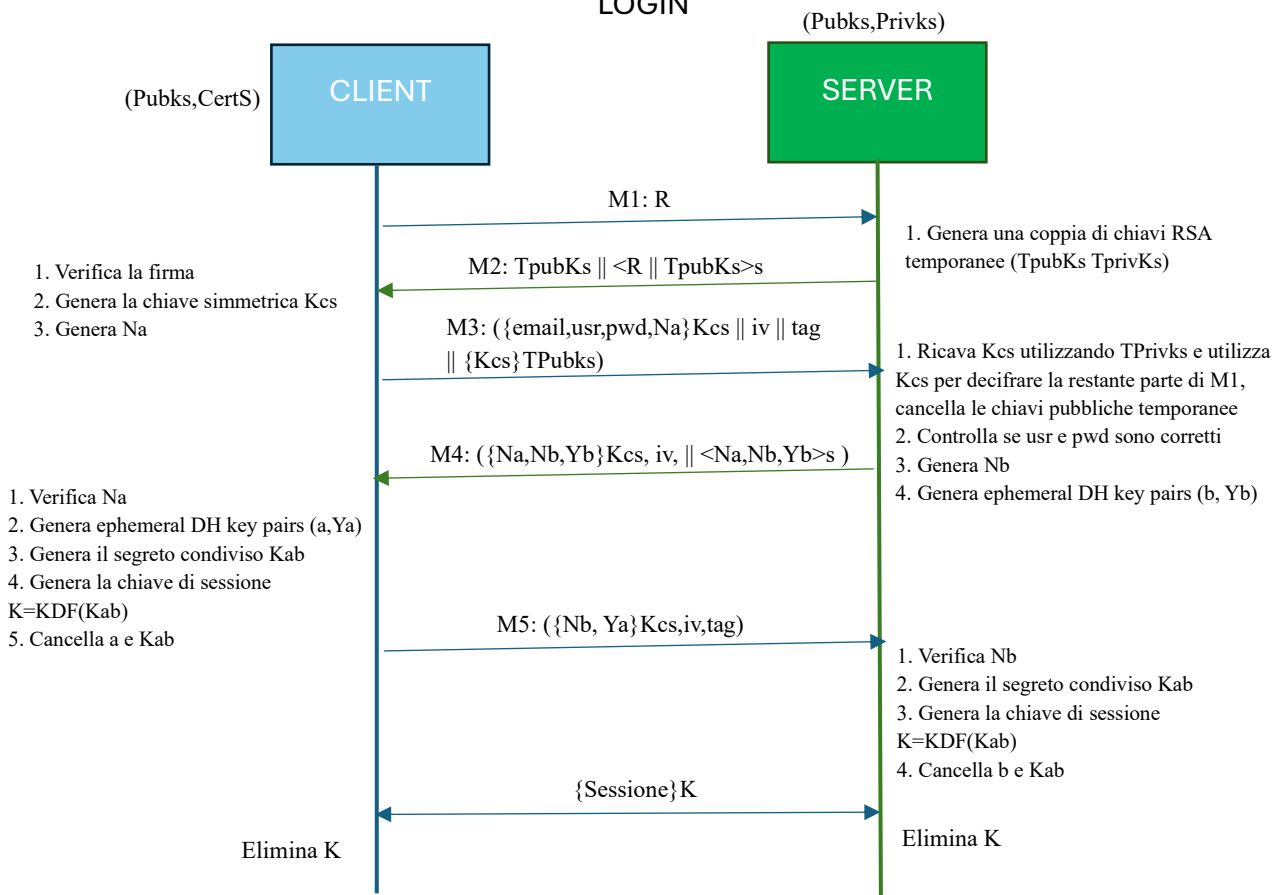 LOGIN
(Pubks,Privks)
(Pubks,CertS)
CLIENT
SERVER
M1: R
1. Genera una coppia di chiavi RSA
temporanee (TpubKs TprivKs)
M2: TpubKs || <R || TpubKs>s
1. Verifica la firma
2. Genera la chiave simmetrica Kcs
3. Genera Na
M3: ({email,usr,pwd,Na}Kcs || iv || tag
|| {Kcs}TPubks)
1. Ricava Kcs utilizzando TPrivks e utilizza
Kcs per decifrare la restante parte di M1,
cancella le chiavi pubbliche temporanee
2. Controlla se usr e pwd sono corretti
3. Genera Nb
4. Genera ephemeral DH key pairs (b, Yb)
M4: ({Na,Nb,Yb}Kcs, iv, || <Na,Nb,Yb>s )
1. Verifica Na
2. Genera ephemeral DH key pairs (a,Ya)
3. Genera il segreto condiviso Kab
4. Genera la chiave di sessione
K=KDF(Kab)
5. Cancella a e Kab
M5: ({Nb, Ya}Kcs,iv,tag)
1. Verifica Nb
2. Genera il segreto condiviso Kab
3. Genera la chiave di sessione
K=KDF(Kab)
4. Cancella b e Kab
{Sessione}K
Elimina K
Elimina K